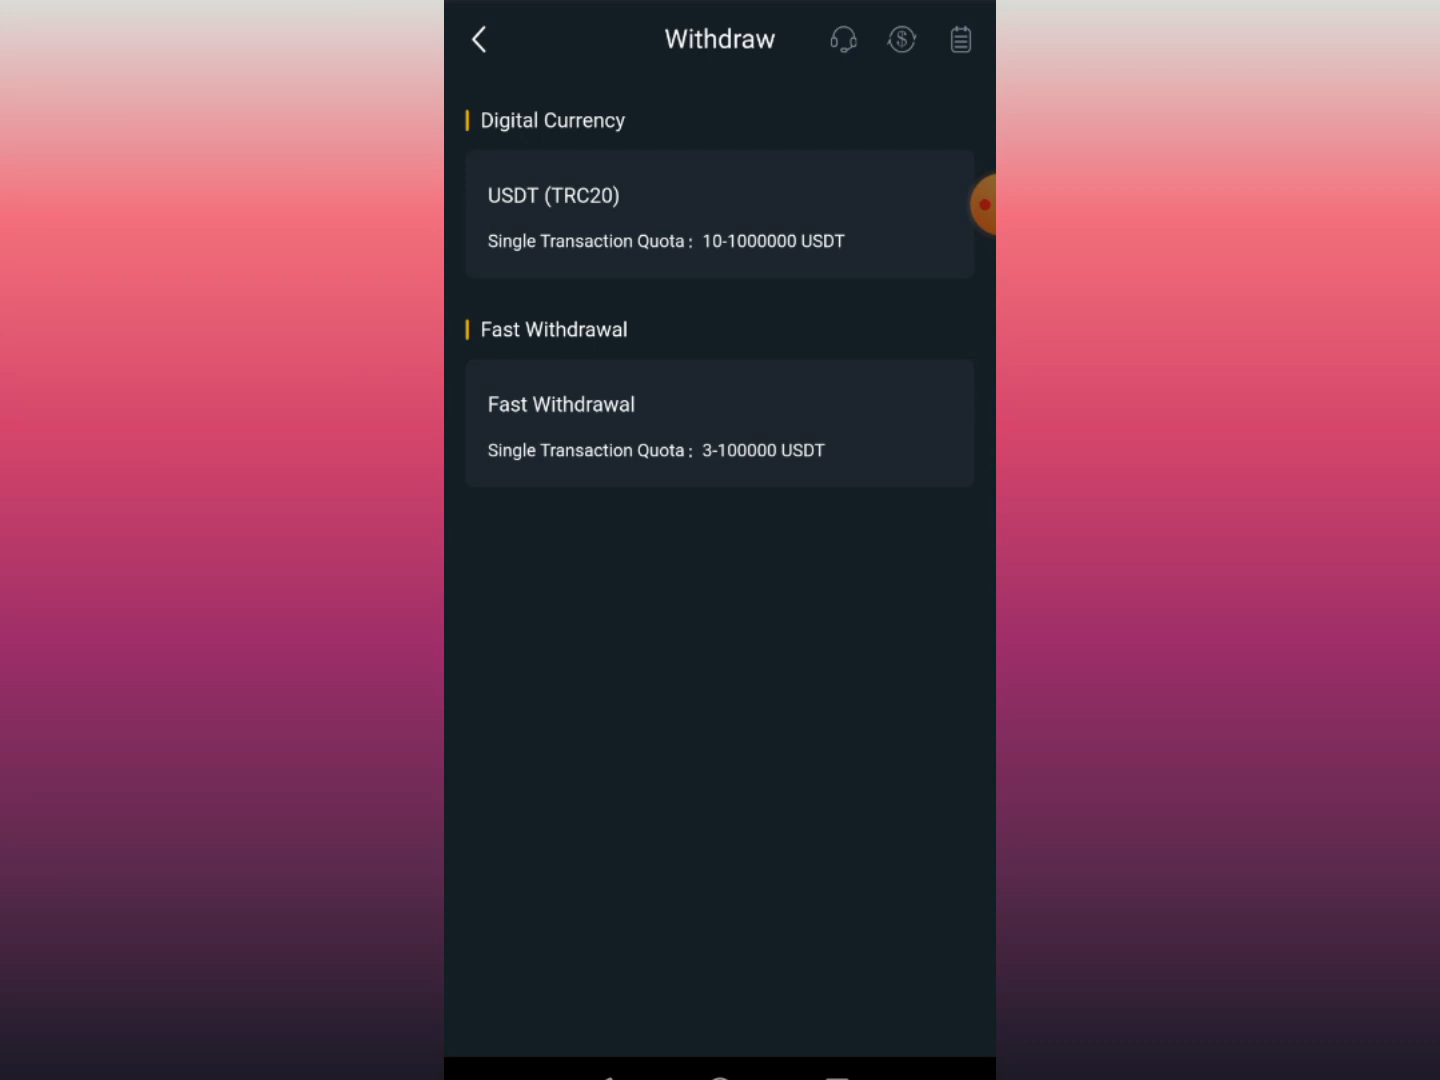 Withdraw
Digital Currency
USDT (TRC20)
Single Transaction Quota : 10-1000000 USDT
Fast Withdrawal
Fast Withdrawal
Single Transaction Quota : 3-100000 USDT